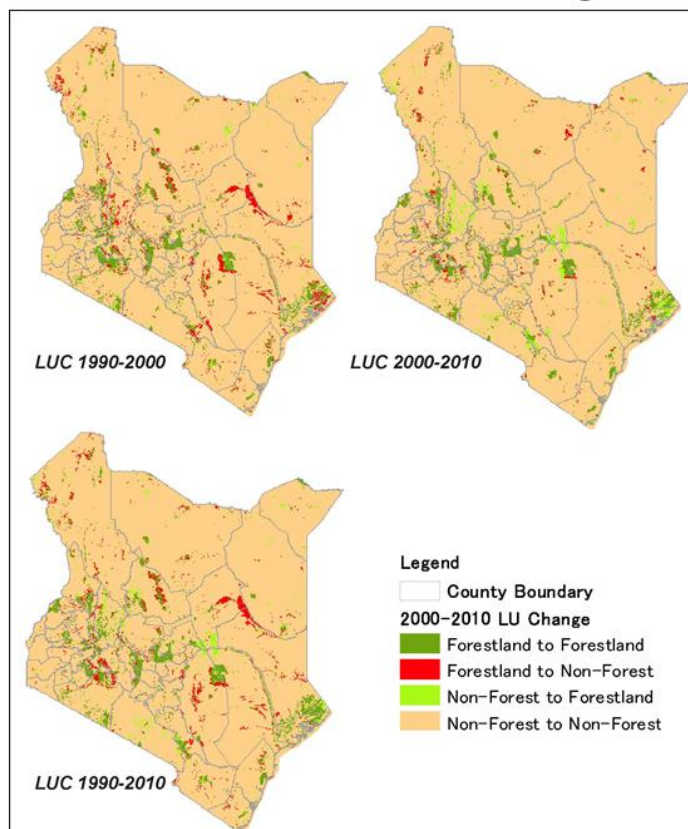 LUC 1990-2000
LUC 2000-2010
LUC 1990-2010
Legend
County Boundary
2000-2010 LU Change
Forestland to Forestland
Forestland to Non-Forest
Non-Forest to Forestland
Non-Forest to Non-Forest